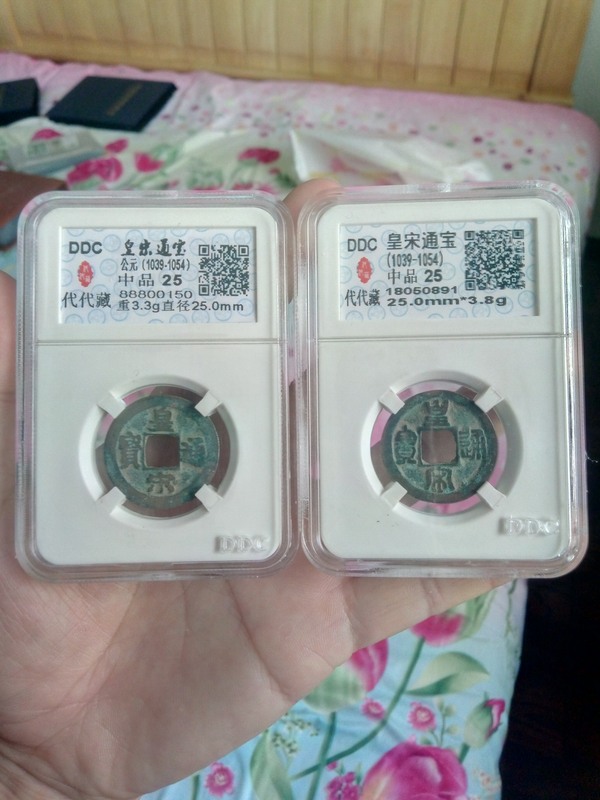 DDC 皇宋通宝
公元(1039-1054)
中品 25
代代藏 88800150
重3.3g直径25.0mm
皇宋通寳
DDC
DDC 皇宋通宝
(1039-1054)
中品 25
代代藏 18050891
25.0mm*3.8g
皇宋通寳
DDC